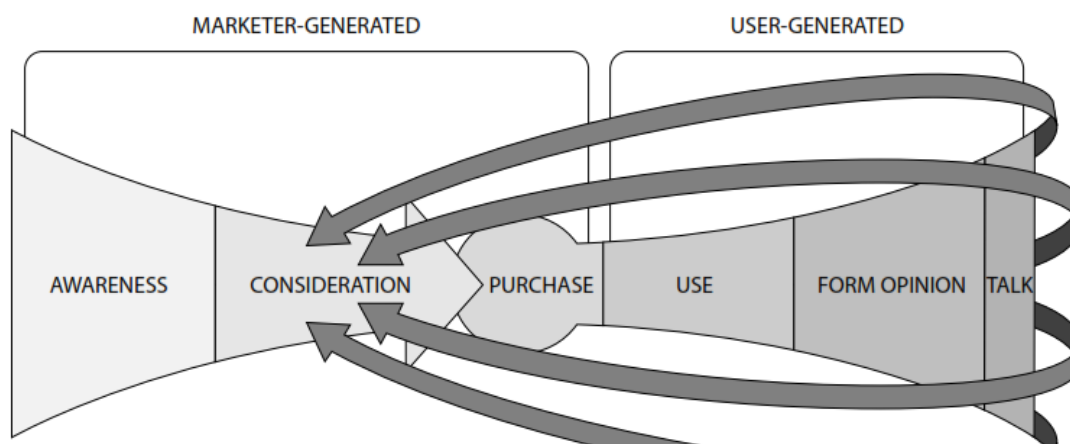 MARKETER-GENERATED
USER-GENERATED
AWARENESS
CONSIDERATION
PURCHASE
USE
FORM OPINION
TALK